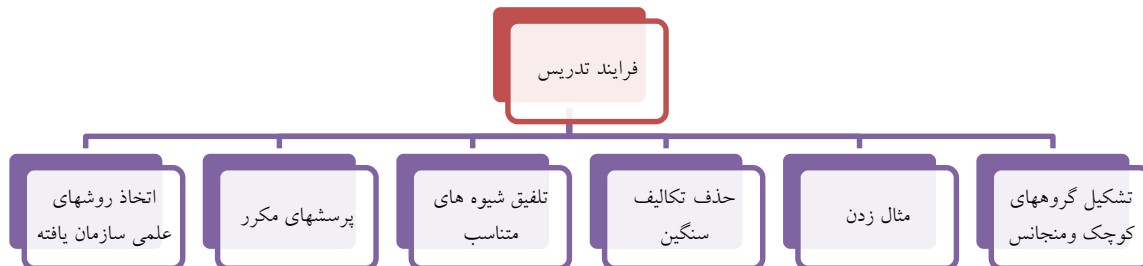 فرایند تدریس
تشکیل گروههای
کوچک ومنجانس
مثال زدن
حذف تکالیف
سنگین
تلفیق شیوه های
متناسب
پرسشهای مکرر
اتخاذ روشهای
علمی سازمان یافته